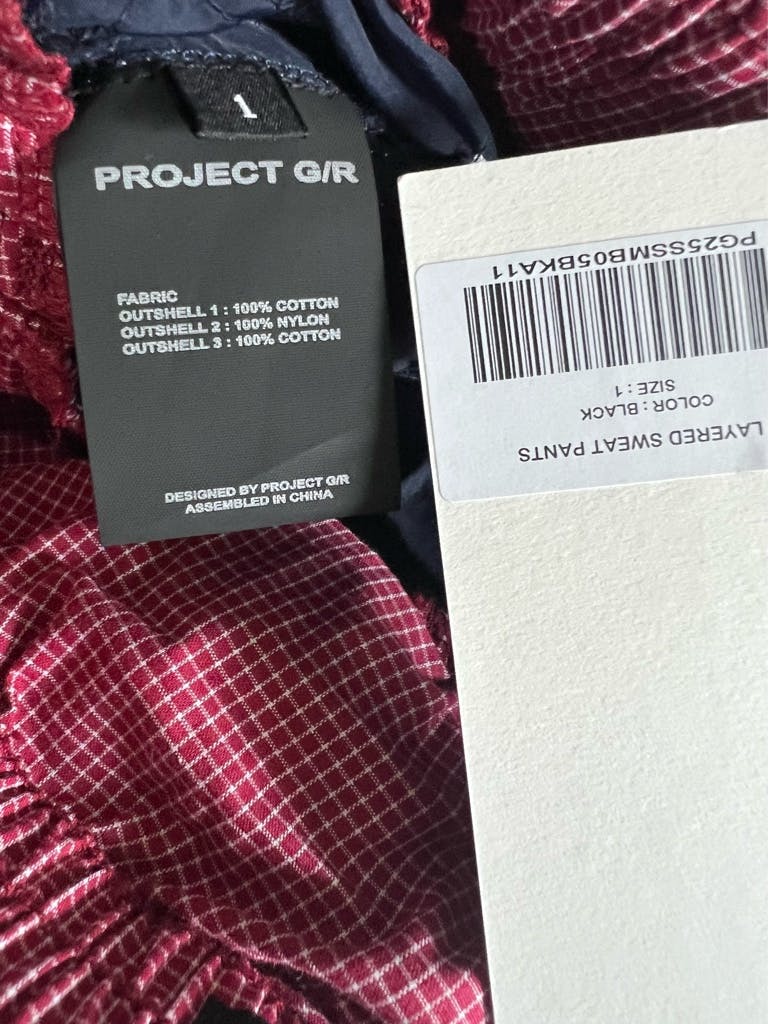 1
PROJECT G/R
FABRIC
OUTSHELL 1 : 100% COTTON
OUTSHELL 2 : 100% NYLON
OUTSHELL 3 : 100% COTTON
DESIGNED BY PROJECT G/R
ASSEMBLED IN CHINA
LAYERED SWEAT PANTS
COLOR : BLACK
SIZE : 1
PG25SSMB05BKA11